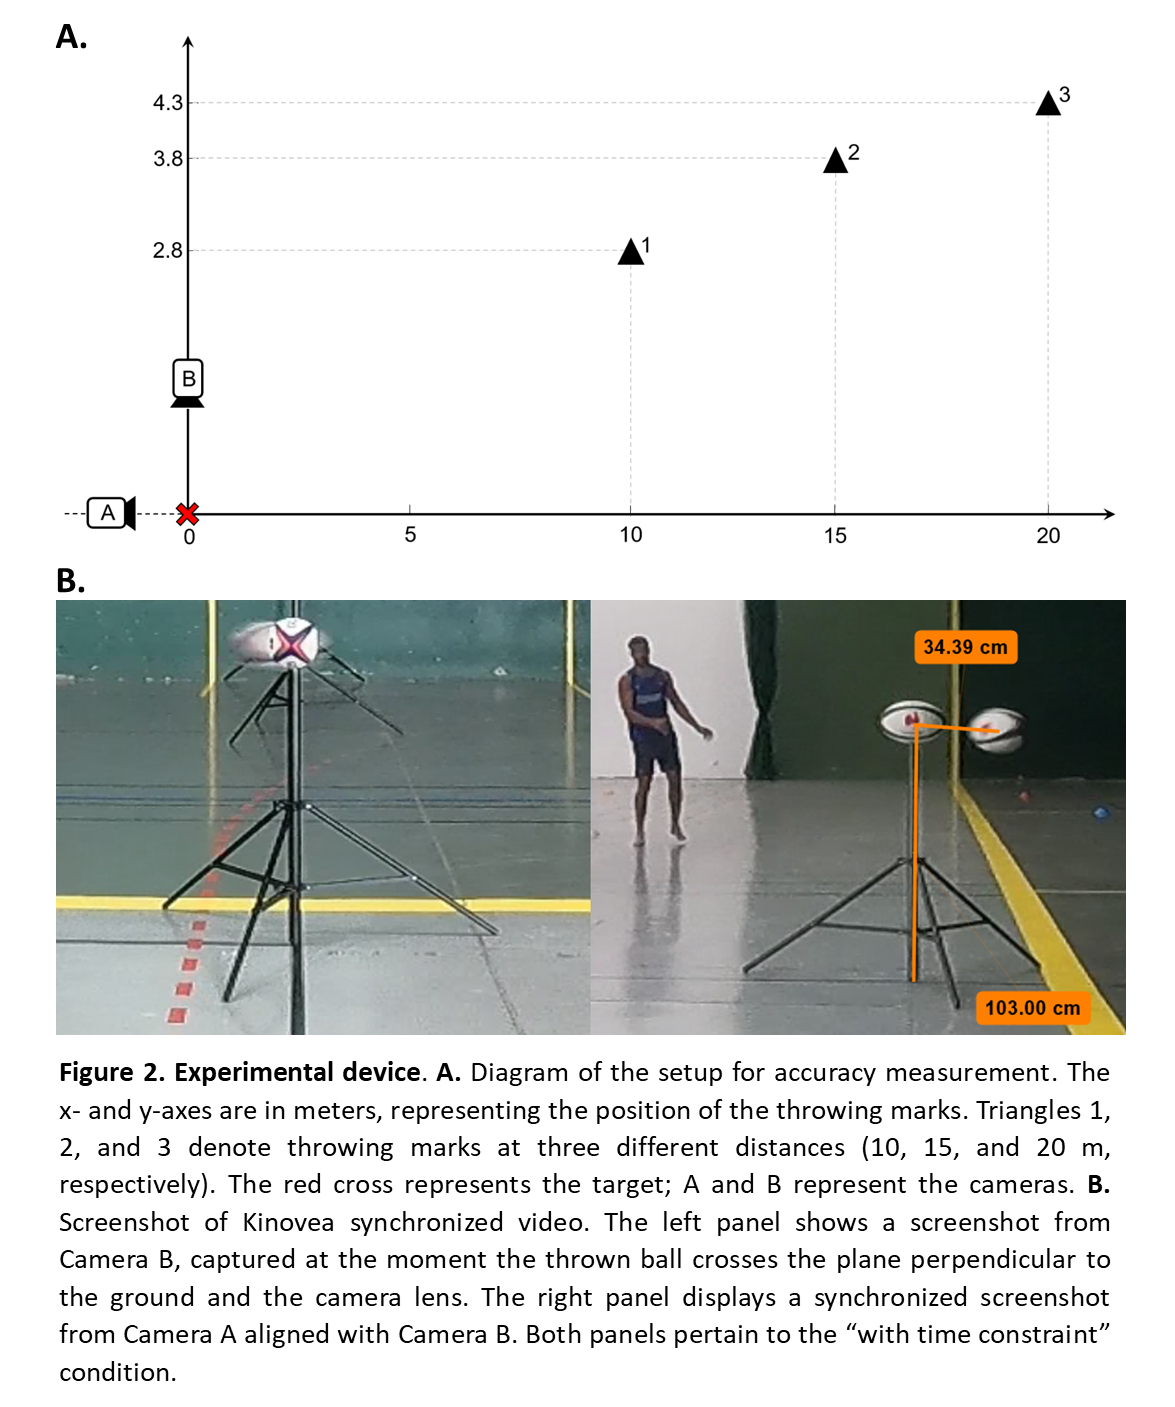 A.
4.3
3
3.8
2
2.8
1
B
A
0
5
10
15
20
B.
34.39 cm
103.00 cm
Figure 2. Experimental device. A. Diagram of the setup for accuracy measurement. The
x- and y-axes are in meters, representing the position of the throwing marks. Triangles 1,
2, and 3 denote throwing marks at three different distances (10, 15, and 20 m,
respectively). The red cross represents the target; A and B represent the cameras. B.
Screenshot of Kinovea synchronized video. The left panel shows a screenshot from
Camera B, captured at the moment the thrown ball crosses the plane perpendicular to
the ground and the camera lens. The right panel displays a synchronized screenshot
from Camera A aligned with Camera B. Both panels pertain to the “with time constraint”
condition.